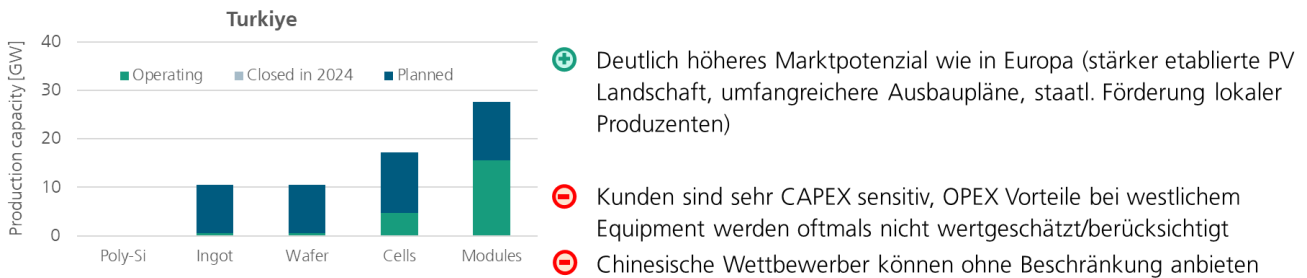 Turkiye
Production capacity [GW]
40
30
20
10
0
Operating
Closed in 2024
Planned
Poly-Si
Ingot
Wafer
Cells
Modules
Deutlich höheres Marktpotenzial wie in Europa (stärker etablierte PV
Landschaft, umfangreichere Ausbaupläne, staatl. Förderung lokaler
Produzenten)
Kunden sind sehr CAPEX sensitiv, OPEX Vorteile bei westlichem
Equipment werden oftmals nicht wertgeschätzt/berücksichtigt
Chinesische Wettbewerber können ohne Beschränkung anbieten